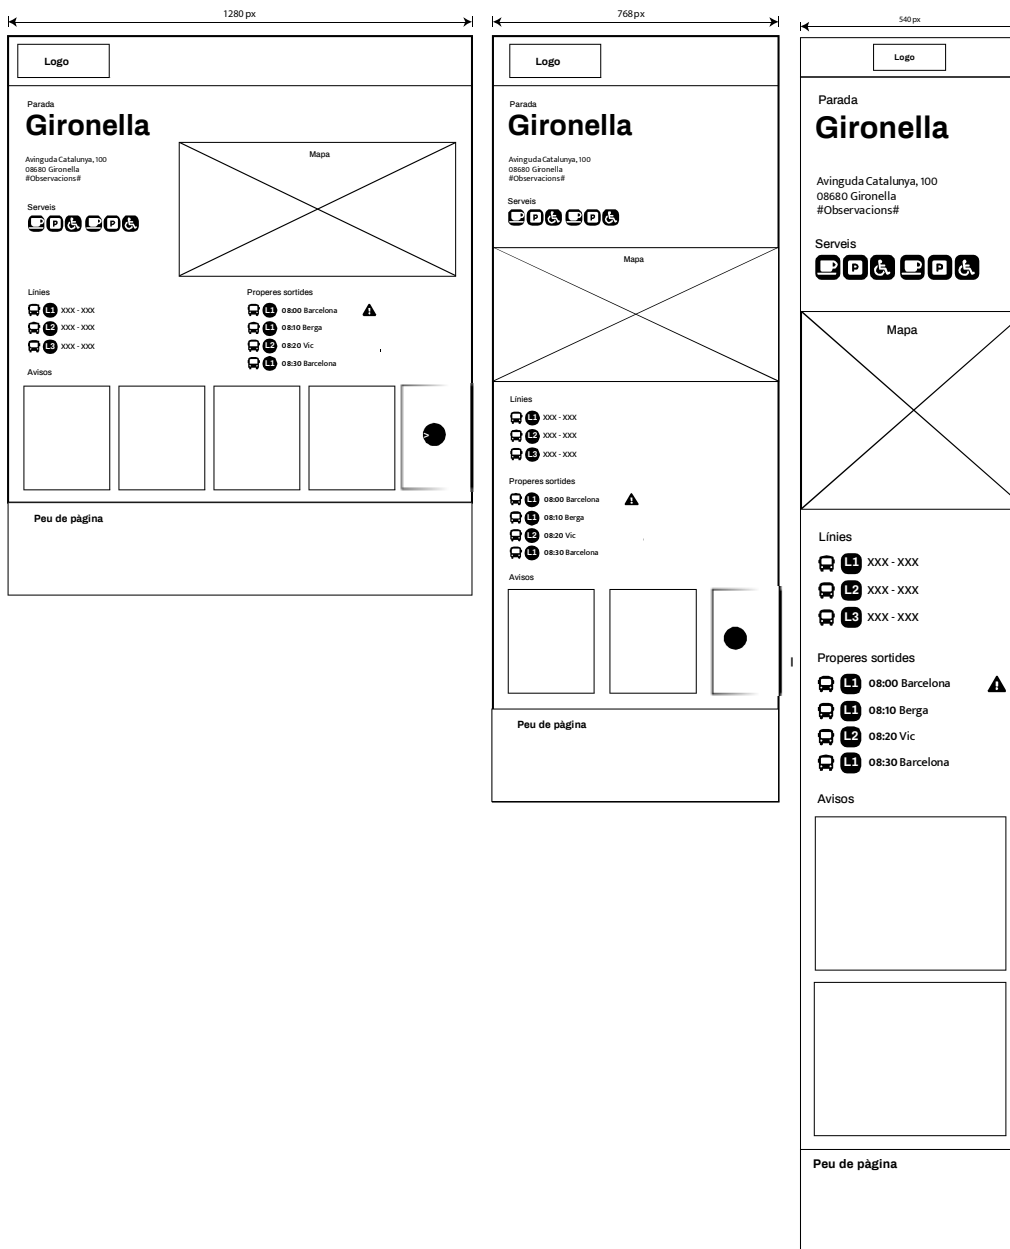 1280 px
Logo
Parada
Gironella
Avinguda Catalunya, 100
08680 Gironella
#Observacions#
Serveis
P P
Mapa
Línies
L1 XXX - XXX
L2 XXX - XXX
L3 XXX - XXX
Properes sortides
L1 08:00 Barcelona
L1 08:10 Berga
L2 08:20 Vic
L1 08:30 Barcelona
Avisos
>
Peu de pàgina
768 px
Logo
Parada
Gironella
Avinguda Catalunya, 100
08680 Gironella
#Observacions#
Serveis
P P
Mapa
Línies
L1 XXX - XXX
L2 XXX - XXX
L3 XXX - XXX
Properes sortides
L1 08:00 Barcelona
L1 08:10 Berga
L2 08:20 Vic
L1 08:30 Barcelona
Avisos
Peu de pàgina
540 px
Logo
Parada
Gironella
Avinguda Catalunya, 100
08680 Gironella
#Observacions#
Serveis
P P
Mapa
Línies
L1 XXX - XXX
L2 XXX - XXX
L3 XXX - XXX
Properes sortides
L1 08:00 Barcelona
L1 08:10 Berga
L2 08:20 Vic
L1 08:30 Barcelona
Avisos
Peu de pàgina